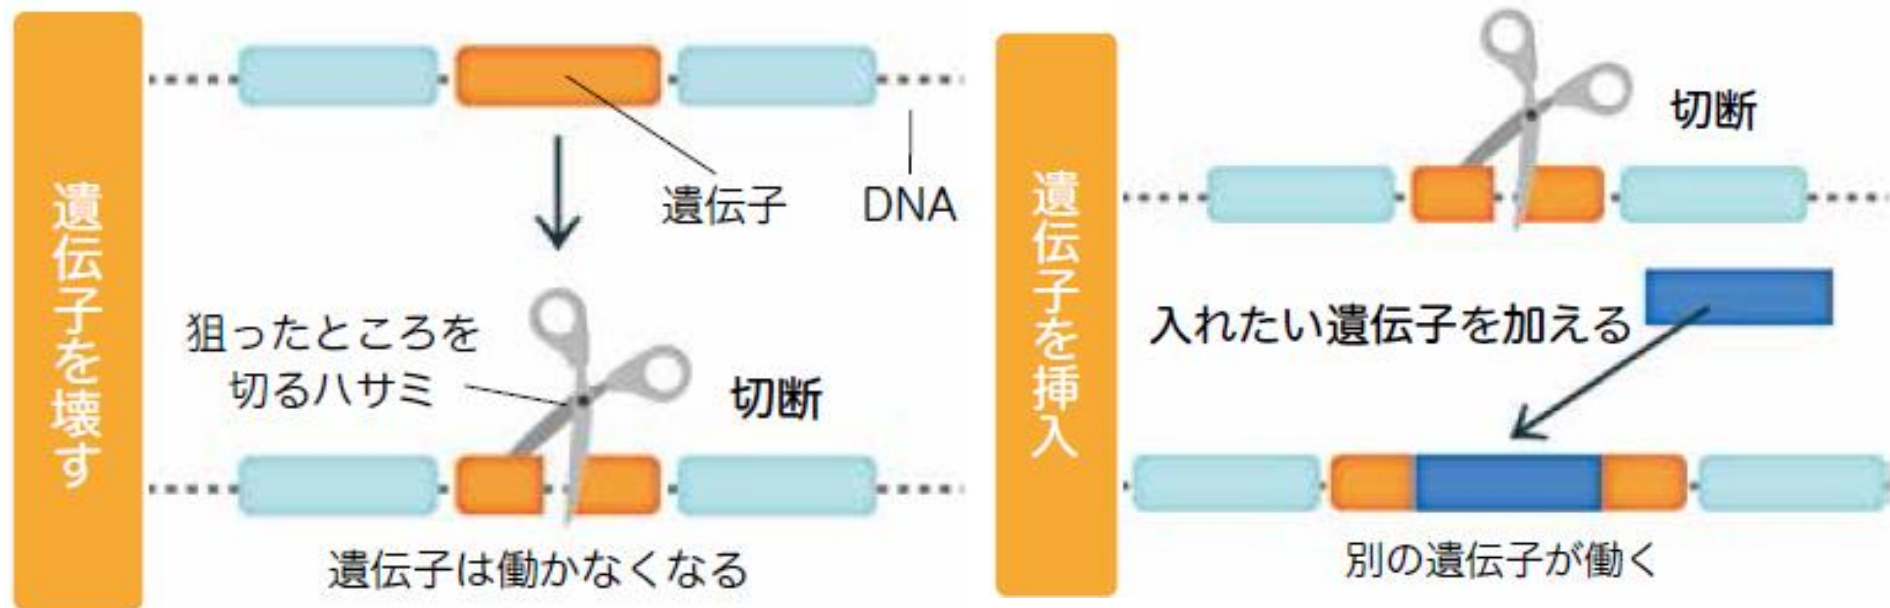 遺伝子を壊す
遺伝子
DNA
狙ったところを
切るハサミ
切断
遺伝子は働かなくなる
遺伝子を挿入
切断
入れたい遺伝子を加える
別の遺伝子が働く